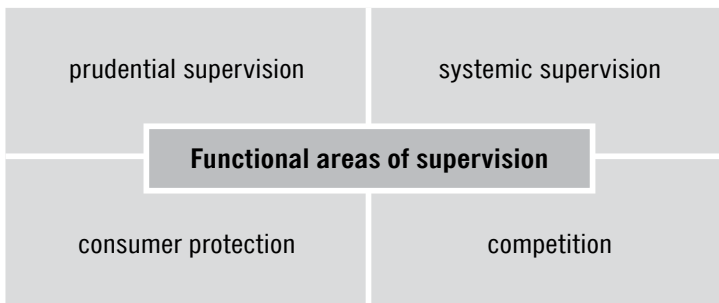 prudential supervision
systemic supervision
Functional areas of supervision
consumer protection
competition